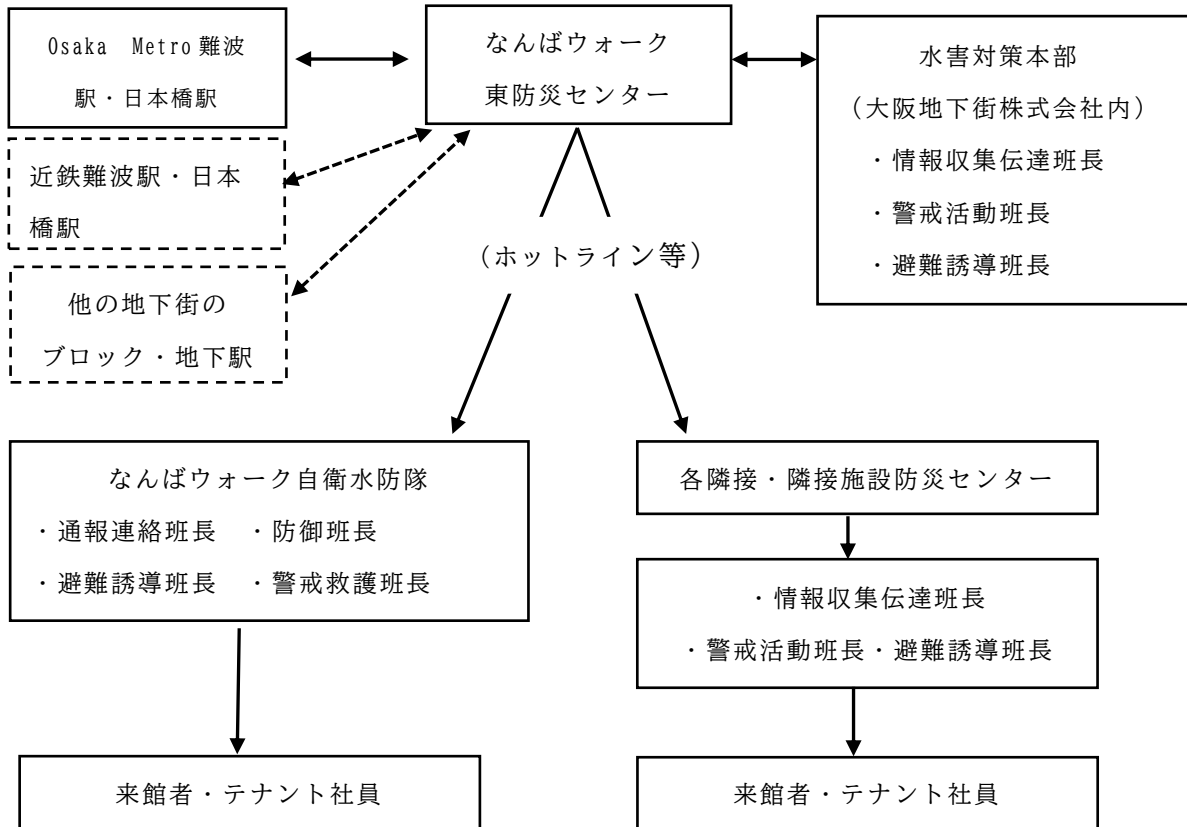 Osaka Metro難波
駅・日本橋駅
なんばウォーク
東防災センター
水害対策本部
（大阪地下街株式会社内）
・情報収集伝達班長
・警戒活動班長
・避難誘導班長
近鉄難波駅・日本
橋駅
他の地下街の
ブロック・地下駅
（ホットライン等）
なんばウォーク自衛水防隊
・通報連絡班長　・防御班長
・避難誘導班長　・警戒救護班長
各隣接・隣接施設防災センター
・情報収集伝達班長
・警戒活動班長・避難誘導班長
来館者・テナント社員
来館者・テナント社員